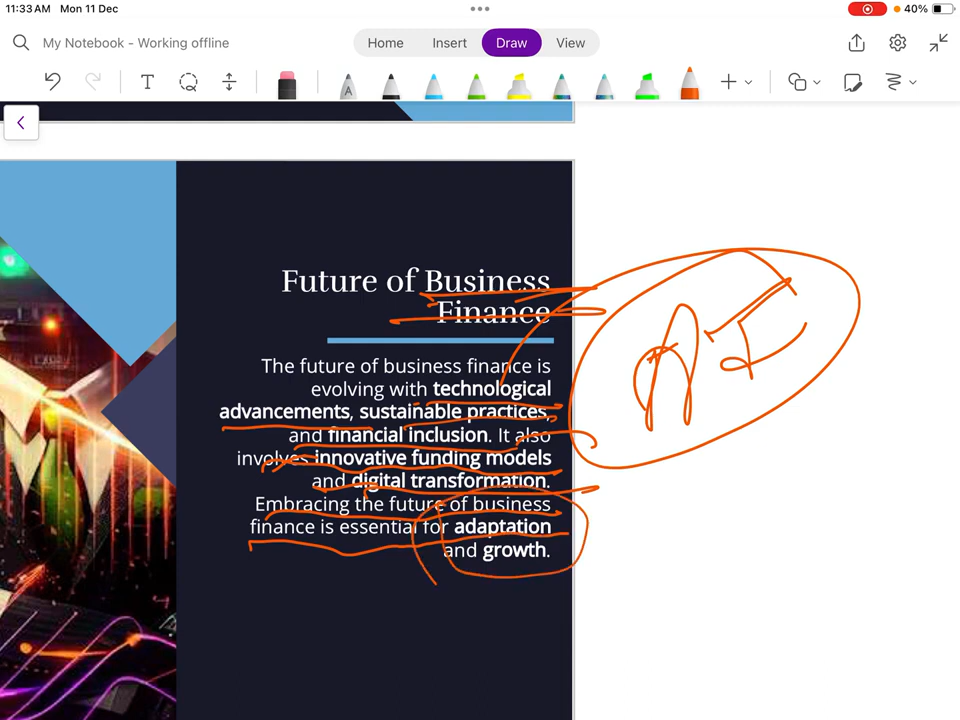 11:33 AM Mon 11 Dec
40%
My Notebook - Working offline
Home Insert Draw View
T
A
Future of Business
Finance
The future of business finance is
evolving with technological
advancements, sustainable practices,
and financial inclusion. It also
involves innovative funding models
and digital transformation.
Embracing the future of business
finance is essential for adaptation
and growth.
AI